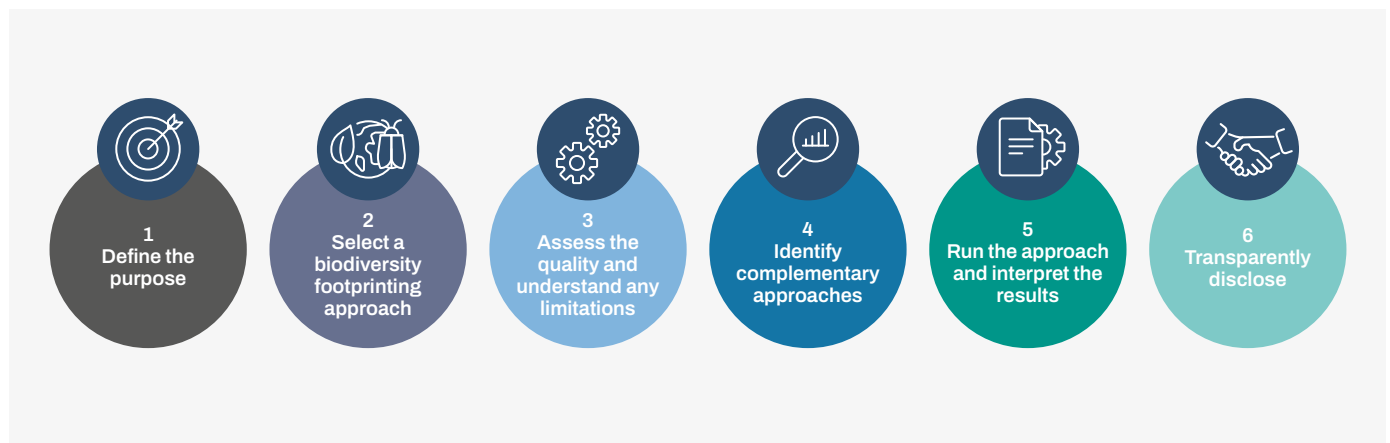 1
Define the
purpose
2
Select a
biodiversity
footprinting
approach
3
Assess the
quality and
understand any
limitations
4
Identify
complementary
approaches
5
Run the approach
and interpret the
results
6
Transparently
disclose